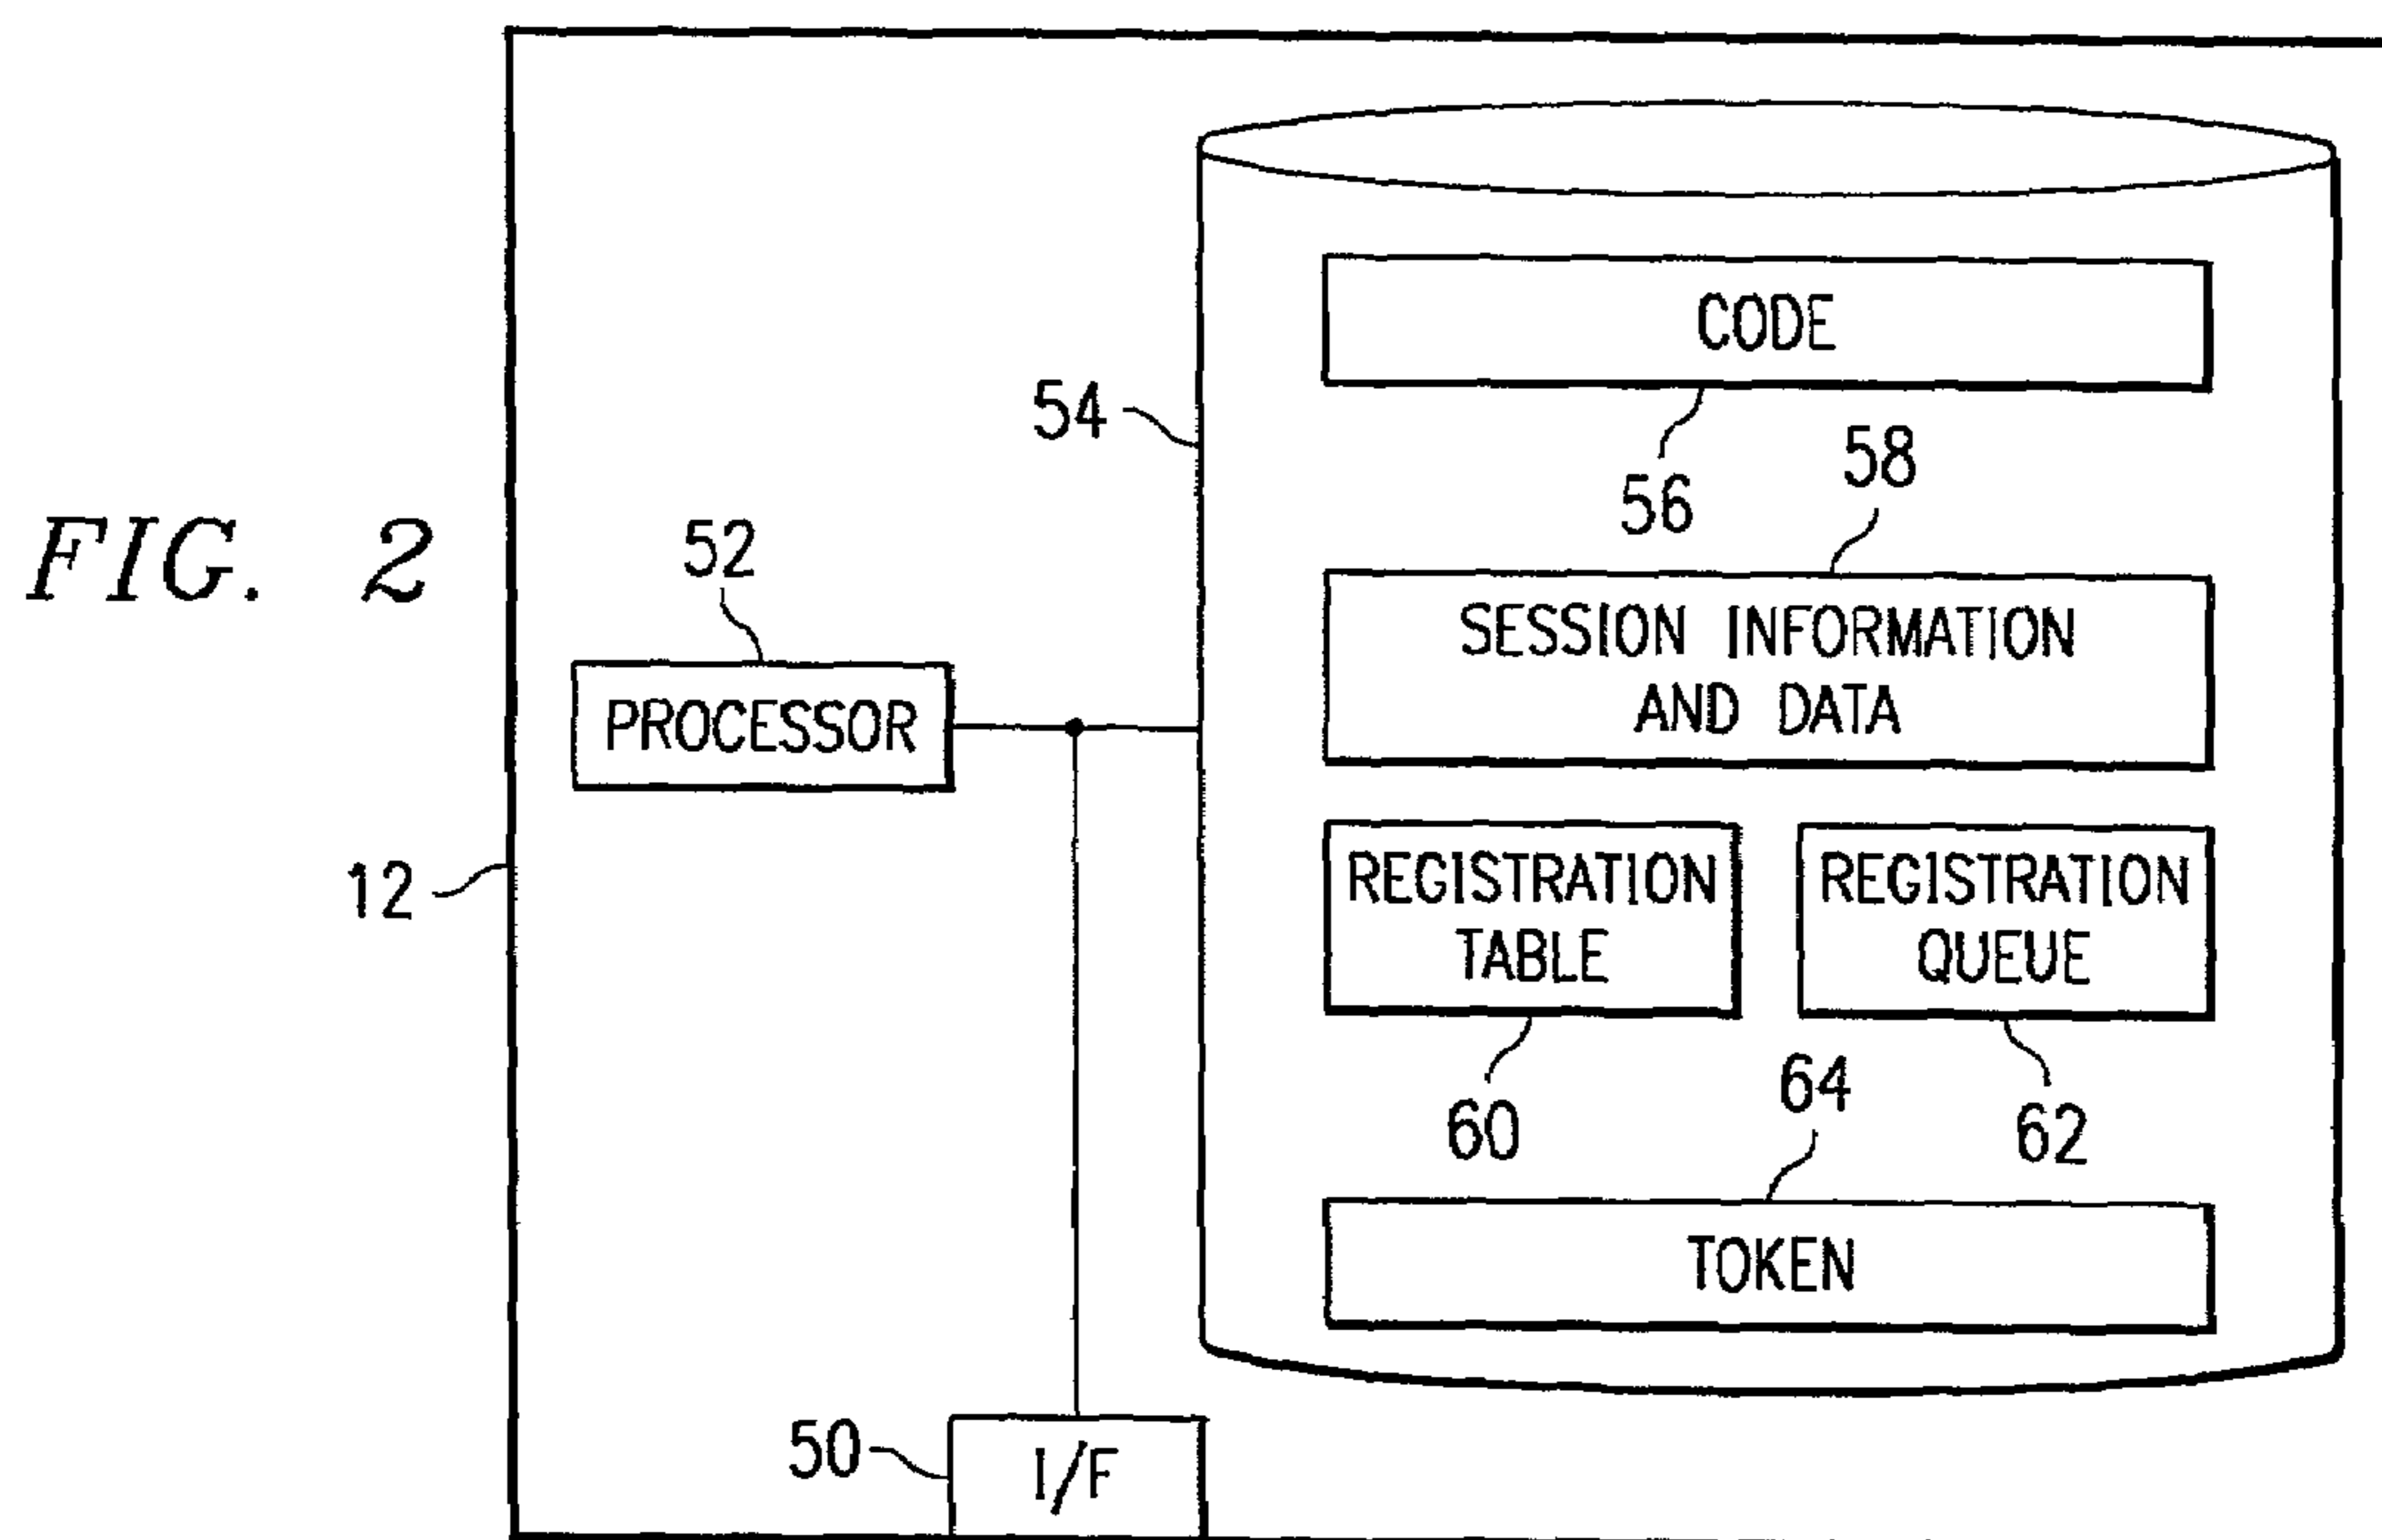 FIG. 2
CODE
54
56
58
52
SESSION INFORMATION
AND DATA
PROCESSOR
12
REGISTRATION
TABLE
REGISTRATION
QUEUE
60
64
62
TOKEN
50
I/F